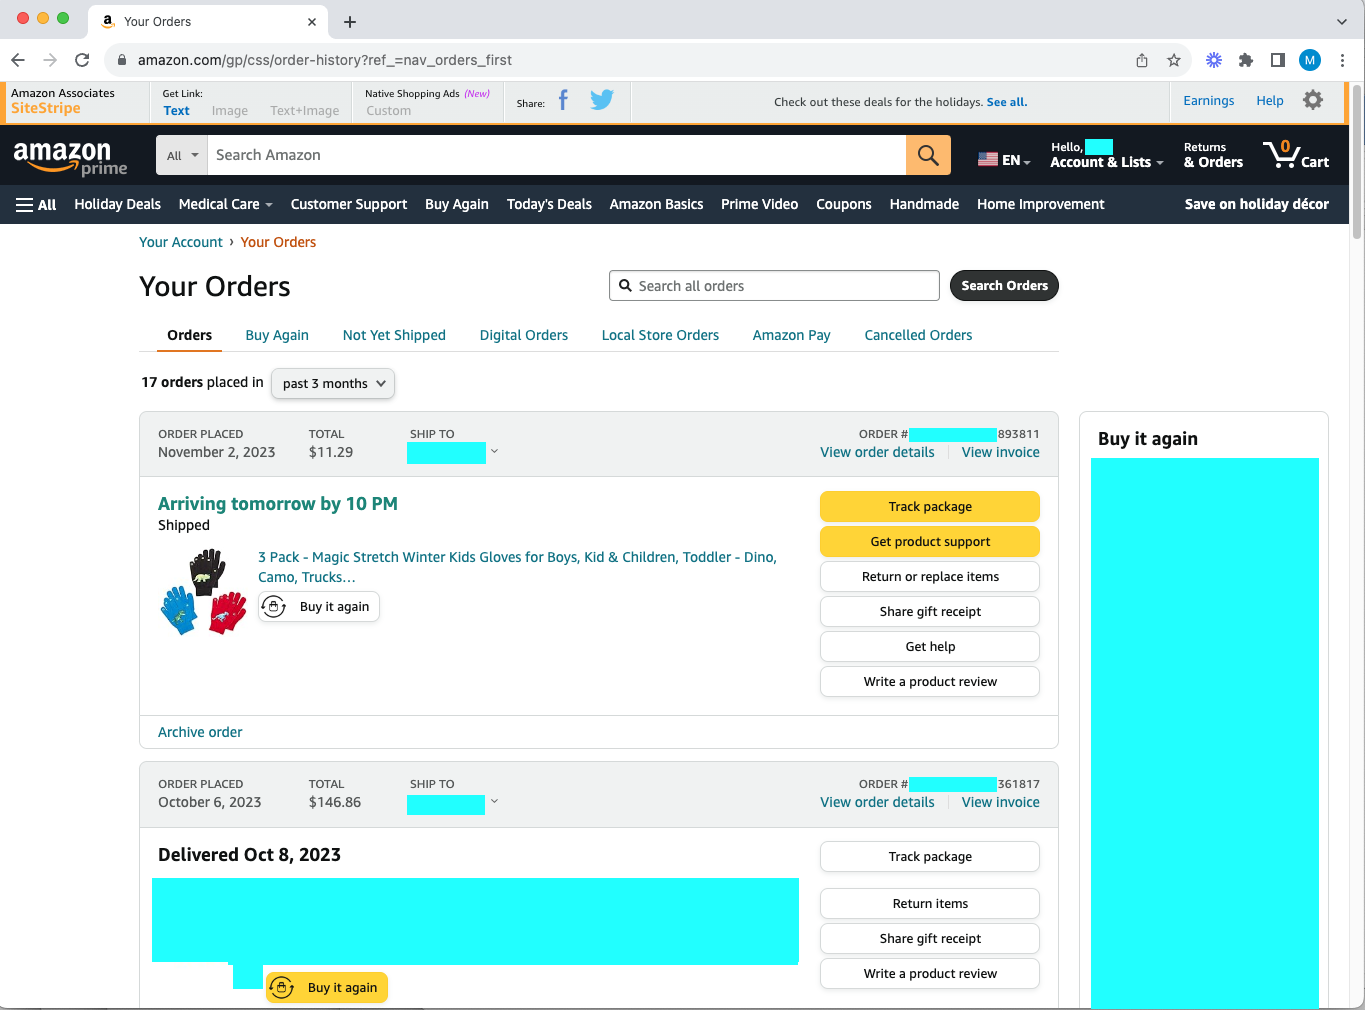 Your Orders
amazon.com/gp/css/order-history?ref_=nav_orders_first
M
Amazon Associates
SiteStripe
Get Link:
Text Image Text+Image
Native Shopping Ads (New)
Custom
Share:
Check out these deals for the holidays. See all.
Earnings Help
amazon prime
All Search Amazon
EN
Hello,
Account & Lists
Returns
& Orders
0
Cart
All Holiday Deals Medical Care Customer Support Buy Again Today's Deals Amazon Basics Prime Video Coupons Handmade Home Improvement Save on holiday décor
Your Account › Your Orders
Your Orders
Search all orders Search Orders
Orders Buy Again Not Yet Shipped Digital Orders Local Store Orders Amazon Pay Cancelled Orders
17 orders placed in past 3 months
ORDER PLACED TOTAL SHIP TO ORDER # 893811
November 2, 2023 $11.29 View order details View invoice
Arriving tomorrow by 10 PM
Shipped
3 Pack - Magic Stretch Winter Kids Gloves for Boys, Kid & Children, Toddler - Dino,
Camo, Trucks…
Buy it again
Track package
Get product support
Return or replace items
Share gift receipt
Get help
Write a product review
Archive order
ORDER PLACED TOTAL SHIP TO ORDER # 361817
October 6, 2023 $146.86 View order details View invoice
Delivered Oct 8, 2023
Buy it again
Track package
Return items
Share gift receipt
Write a product review
Buy it again